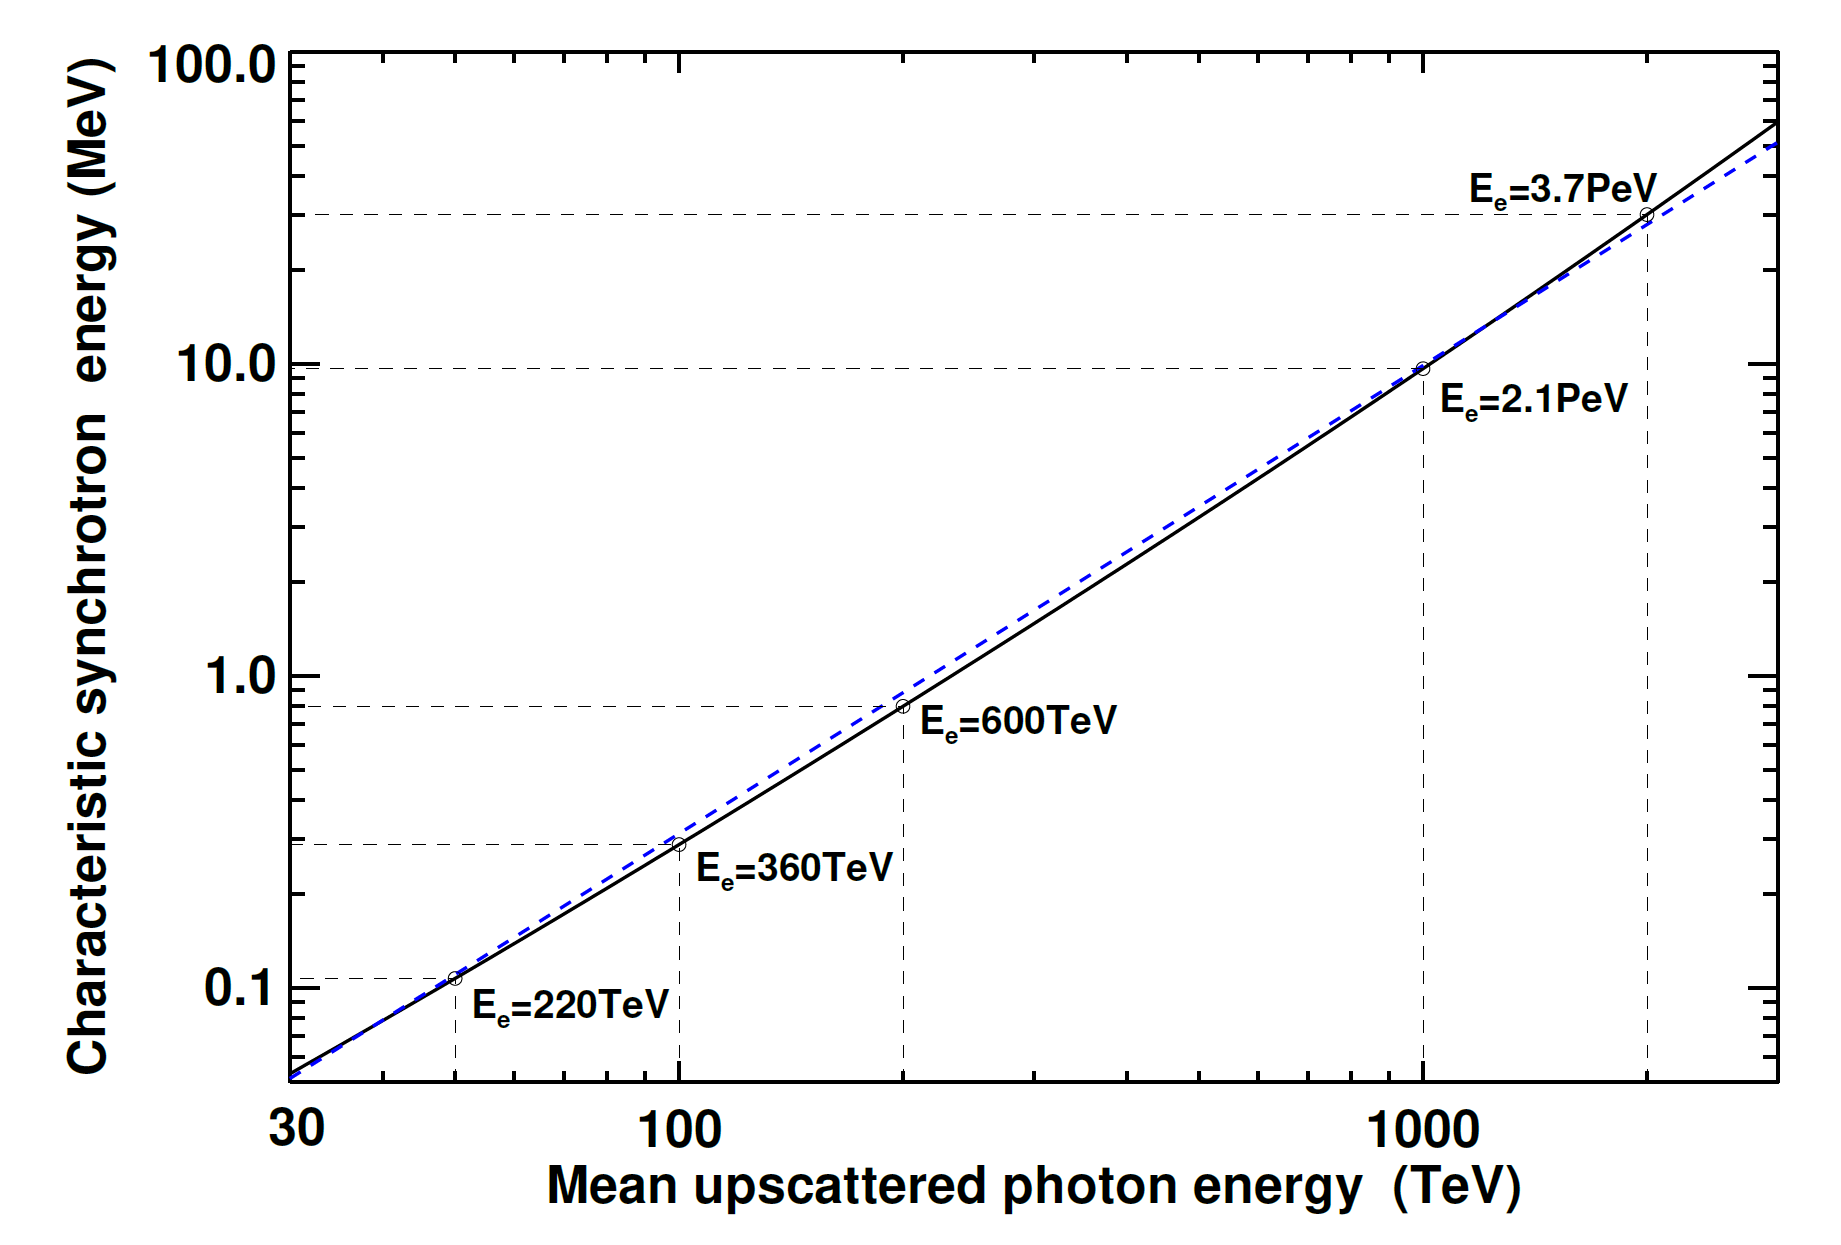 Characteristic synchrotron energy (MeV)
100.0
10.0
1.0
0.1
Ee=3.7PeV
Ee=2.1PeV
Ee=600TeV
Ee=360TeV
Ee=220TeV
30 100 1000
Mean upscattered photon energy (TeV)